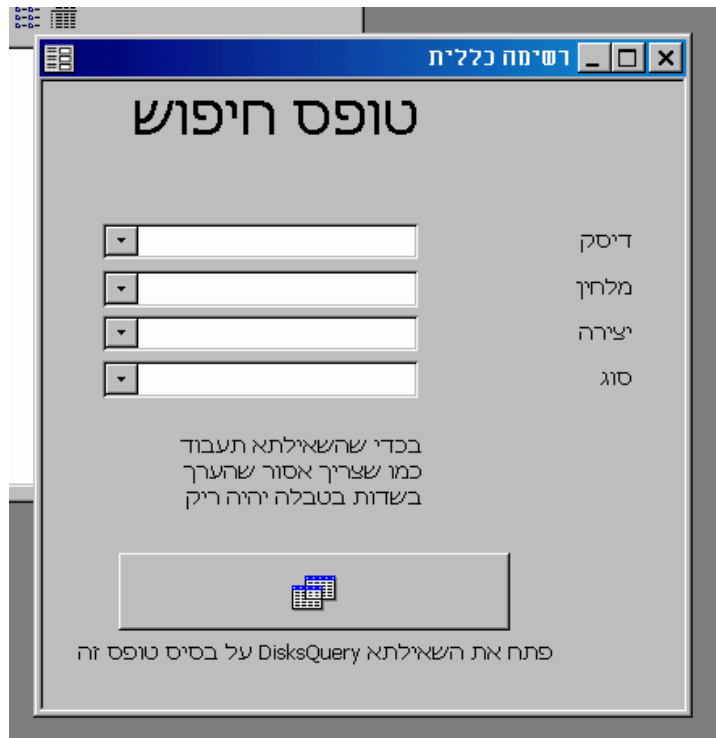 רשימה כללית
טופס חיפוש
דיסק
מלחין
יצירה
סוג
בכדי שהשאילתא תעבוד
כמו שצריך אסור שהערך
בשדות בטבלה יהיה ריק
פתח את השאילתא DisksQuery על בסיס טופס זה